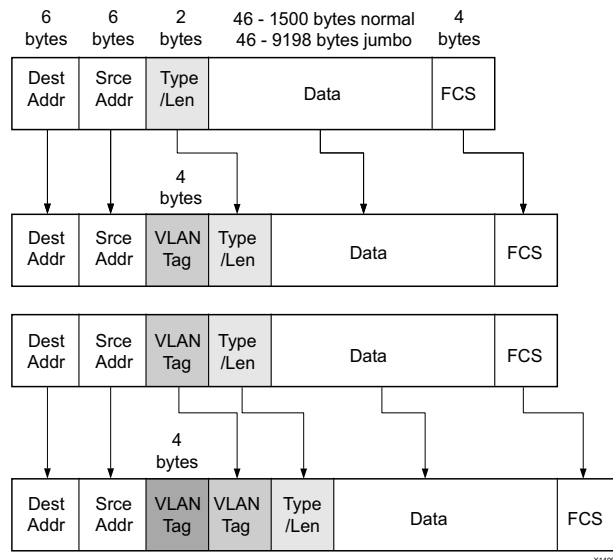 6 bytes
6 bytes
2 bytes
46 - 1500 bytes normal
46 - 9198 bytes jumbo
4 bytes
Dest Addr
Srce Addr
Type /Len
Data
FCS
4 bytes
Dest Addr
Srce Addr
VLAN Tag
Type /Len
Data
FCS
Dest Addr
Srce Addr
VLAN Tag
Type /Len
Data
FCS
4 bytes
Dest Addr
Srce Addr
VLAN Tag
VLAN Tag
Type /Len
Data
FCS